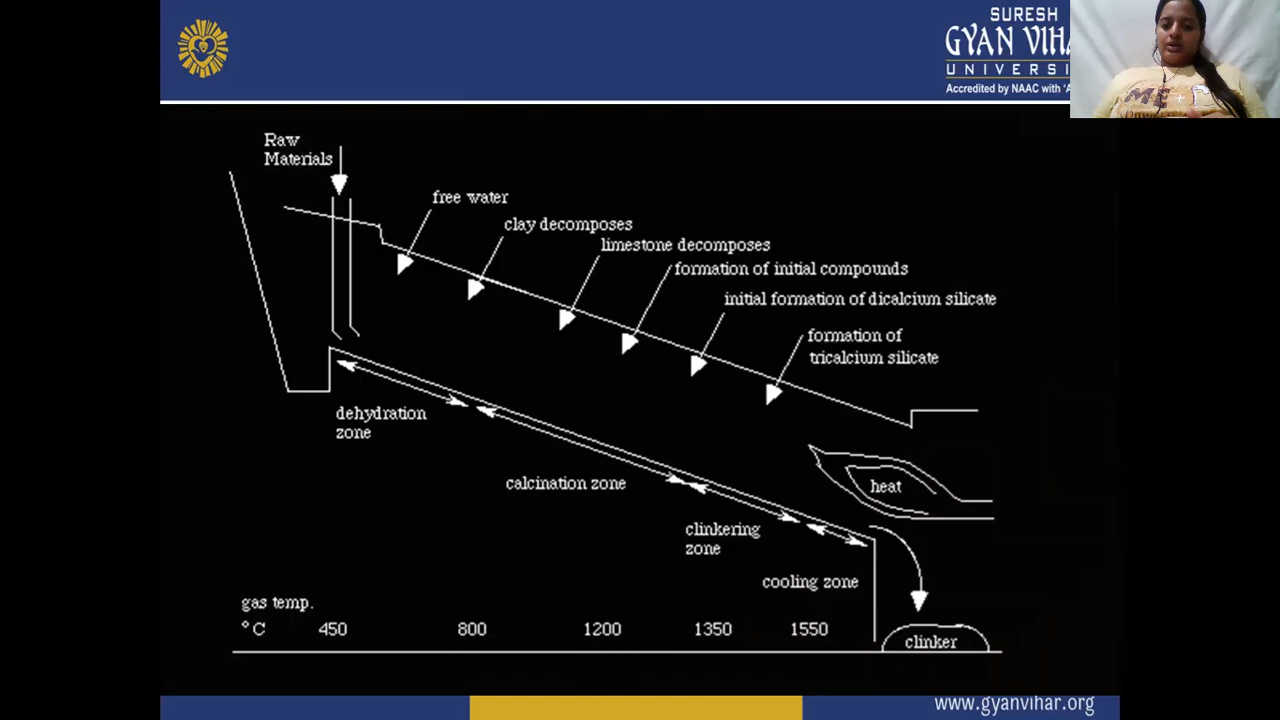 SURESH
GYAN VIHA
UNIVERSI
Accredited by NAAC with 'A
ME + 
Raw
Materials
free water
clay decomposes
limestone decomposes
formation of initial compounds
initial formation of dicalcium silicate
formation of
tricalcium silicate
dehydration
zone
calcination zone
heat
clinkering
zone
cooling zone
gas temp.
°C 450 800 1200 1350 1550
clinker
www.gyanvihar.org